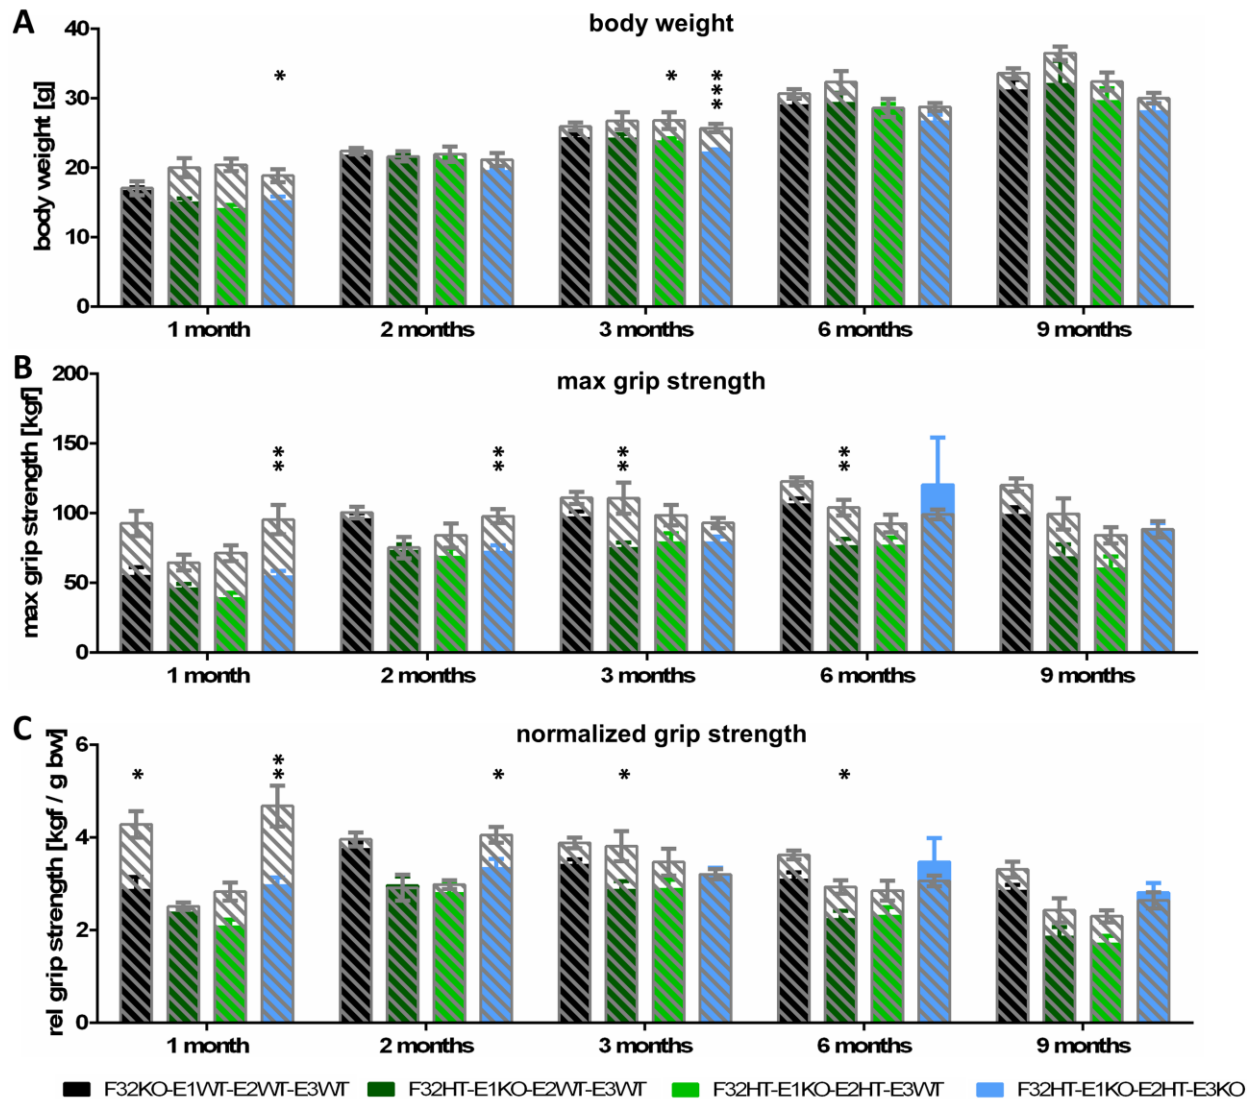 A
body weight
body weight [g]
40
30
20
10
0
*
*
***
1 month 2 months 3 months 6 months 9 months
B
max grip strength
max grip strength [kgf]
200
150
100
50
0
**
**
**
**
1 month 2 months 3 months 6 months 9 months
C
normalized grip strength
rel grip strength [kgf / g bw]
6
4
2
0
*
**
*
*
*
1 month 2 months 3 months 6 months 9 months
F32KO-E1WT-E2WT-E3WT F32HT-E1KO-E2WT-E3WT F32HT-E1KO-E2HT-E3WT F32HT-E1KO-E2HT-E3KO